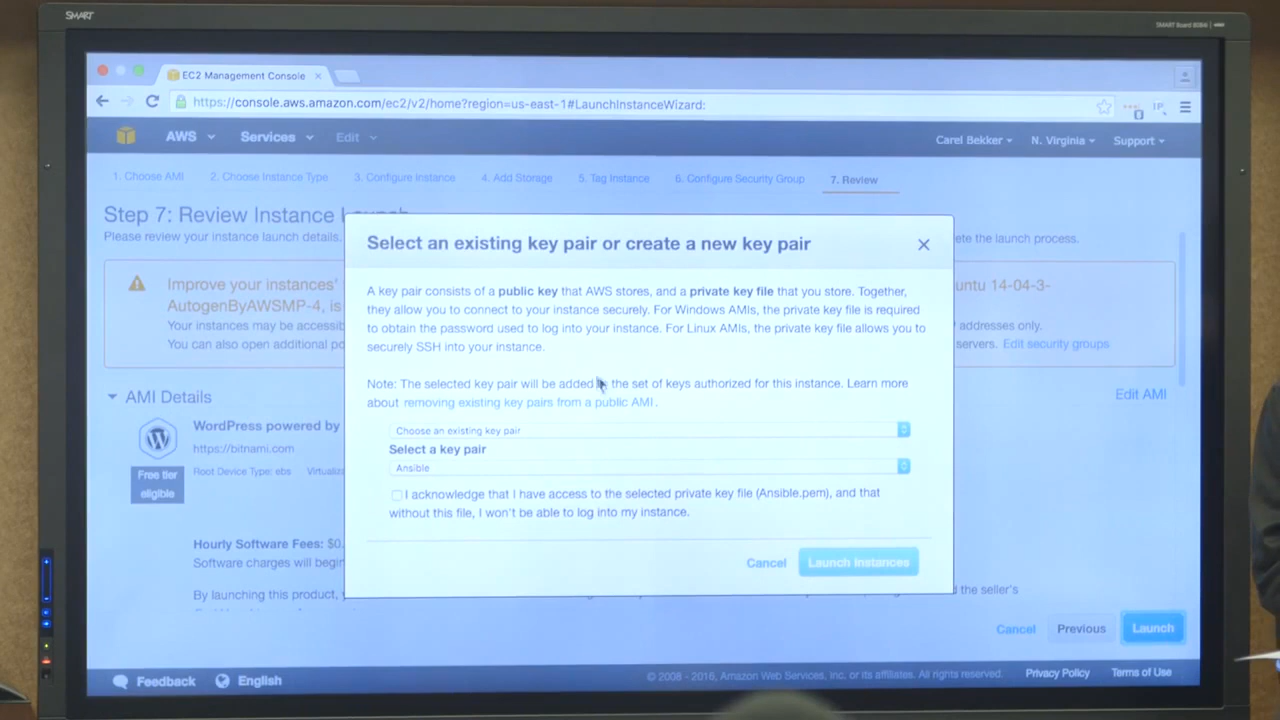 SMART
SMART Board 8084i
EC2 Management Console
https://console.aws.amazon.com/ec2/v2/home?region=us-east-1#LaunchInstanceWizard:
AWS Services Edit Carel Bekker N. Virginia Support
1. Choose AMI 2. Choose Instance Type 3. Configure Instance 4. Add Storage 5. Tag Instance 6. Configure Security Group 7. Review
Step 7: Review Instance Launch
Please review your instance launch details. ete the launch process.
Select an existing key pair or create a new key pair
Improve your instances' untu 14-04-3-
AutogenByAWSMP-4, is
Your instances may be accessib addresses only.
You can also open additional po servers. Edit security groups
A key pair consists of a public key that AWS stores, and a private key file that you store. Together,
they allow you to connect to your instance securely. For Windows AMIs, the private key file is required
to obtain the password used to log into your instance. For Linux AMIs, the private key file allows you to
securely SSH into your instance.
Note: The selected key pair will be added the set of keys authorized for this instance. Learn more
about removing existing key pairs from a public AMI.
Choose an existing key pair
Select a key pair
Ansible
I acknowledge that I have access to the selected private key file (Ansible.pem), and that
without this file, I won't be able to log into my instance.
Cancel Launch Instances
AMI Details Edit AMI
WordPress powered by
https://bitnami.com
Free tier
eligible
Root Device Type: ebs Virtualiza
Hourly Software Fees: $0.
Software charges will begin
By launching this product, d the seller's
Cancel Previous Launch
Feedback English © 2008 - 2016, Amazon Web Services, Inc. or its affiliates. All rights reserved. Privacy Policy Terms of Use